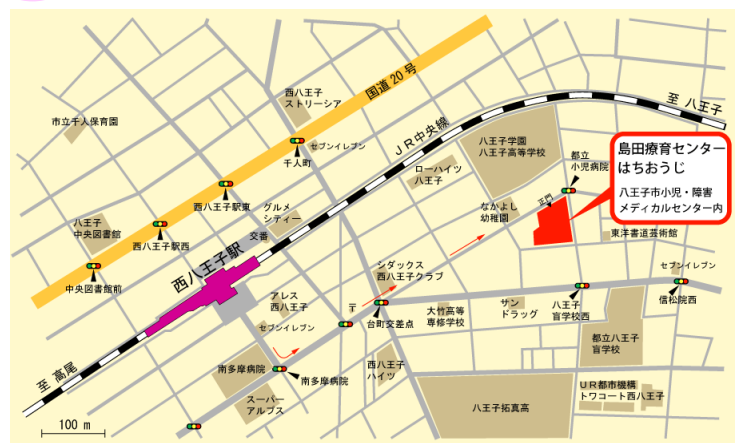 国道20号
至 八王子
市立千人保育園
西八王子
ストリーシア
JR中央線
セブンイレブン
千人町
八王子学園
八王子高等学校
都立
小児病院
島田療育センター
はちおうじ
八王子市小児・障害
メディカルセンター内
ローハイツ
八王子
正門
なかよし
幼稚園
西八王子駅東
グルメ
シティー
交番
八王子
中央図書館
西八王子駅西
東洋書道芸術館
西八王子駅
中央図書館前
シダックス
西八王子クラブ
セブンイレブン
信松院西
アレス
西八王子
〒
セブンイレブン
台町交差点
大竹高等
専修学校
サン
ドラッグ
八王子
盲学校西
都立八王子
盲学校
至 高尾
南多摩病院
南多摩病院
西八王子
ハイツ
スーパー
アルプス
八王子拓真高
UR都市機構
トワコート西八王子
100 m